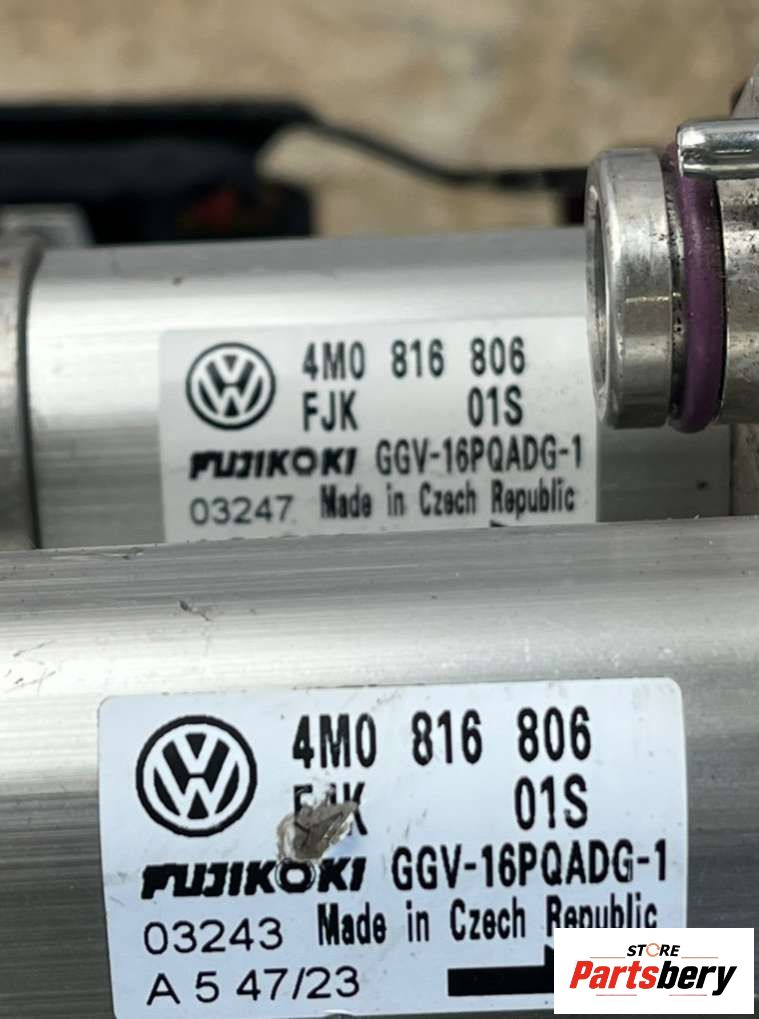 4M0 816 806
FJK 01S
FUJIKOKI GGV-16PQADG-1
03247 Made in Czech Republic
4M0 816 806
FJK 01S
FUJIKOKI GGV-16PQADG-1
03243 Made in Czech Republic
A 5 47/23
STORE
Partsbery